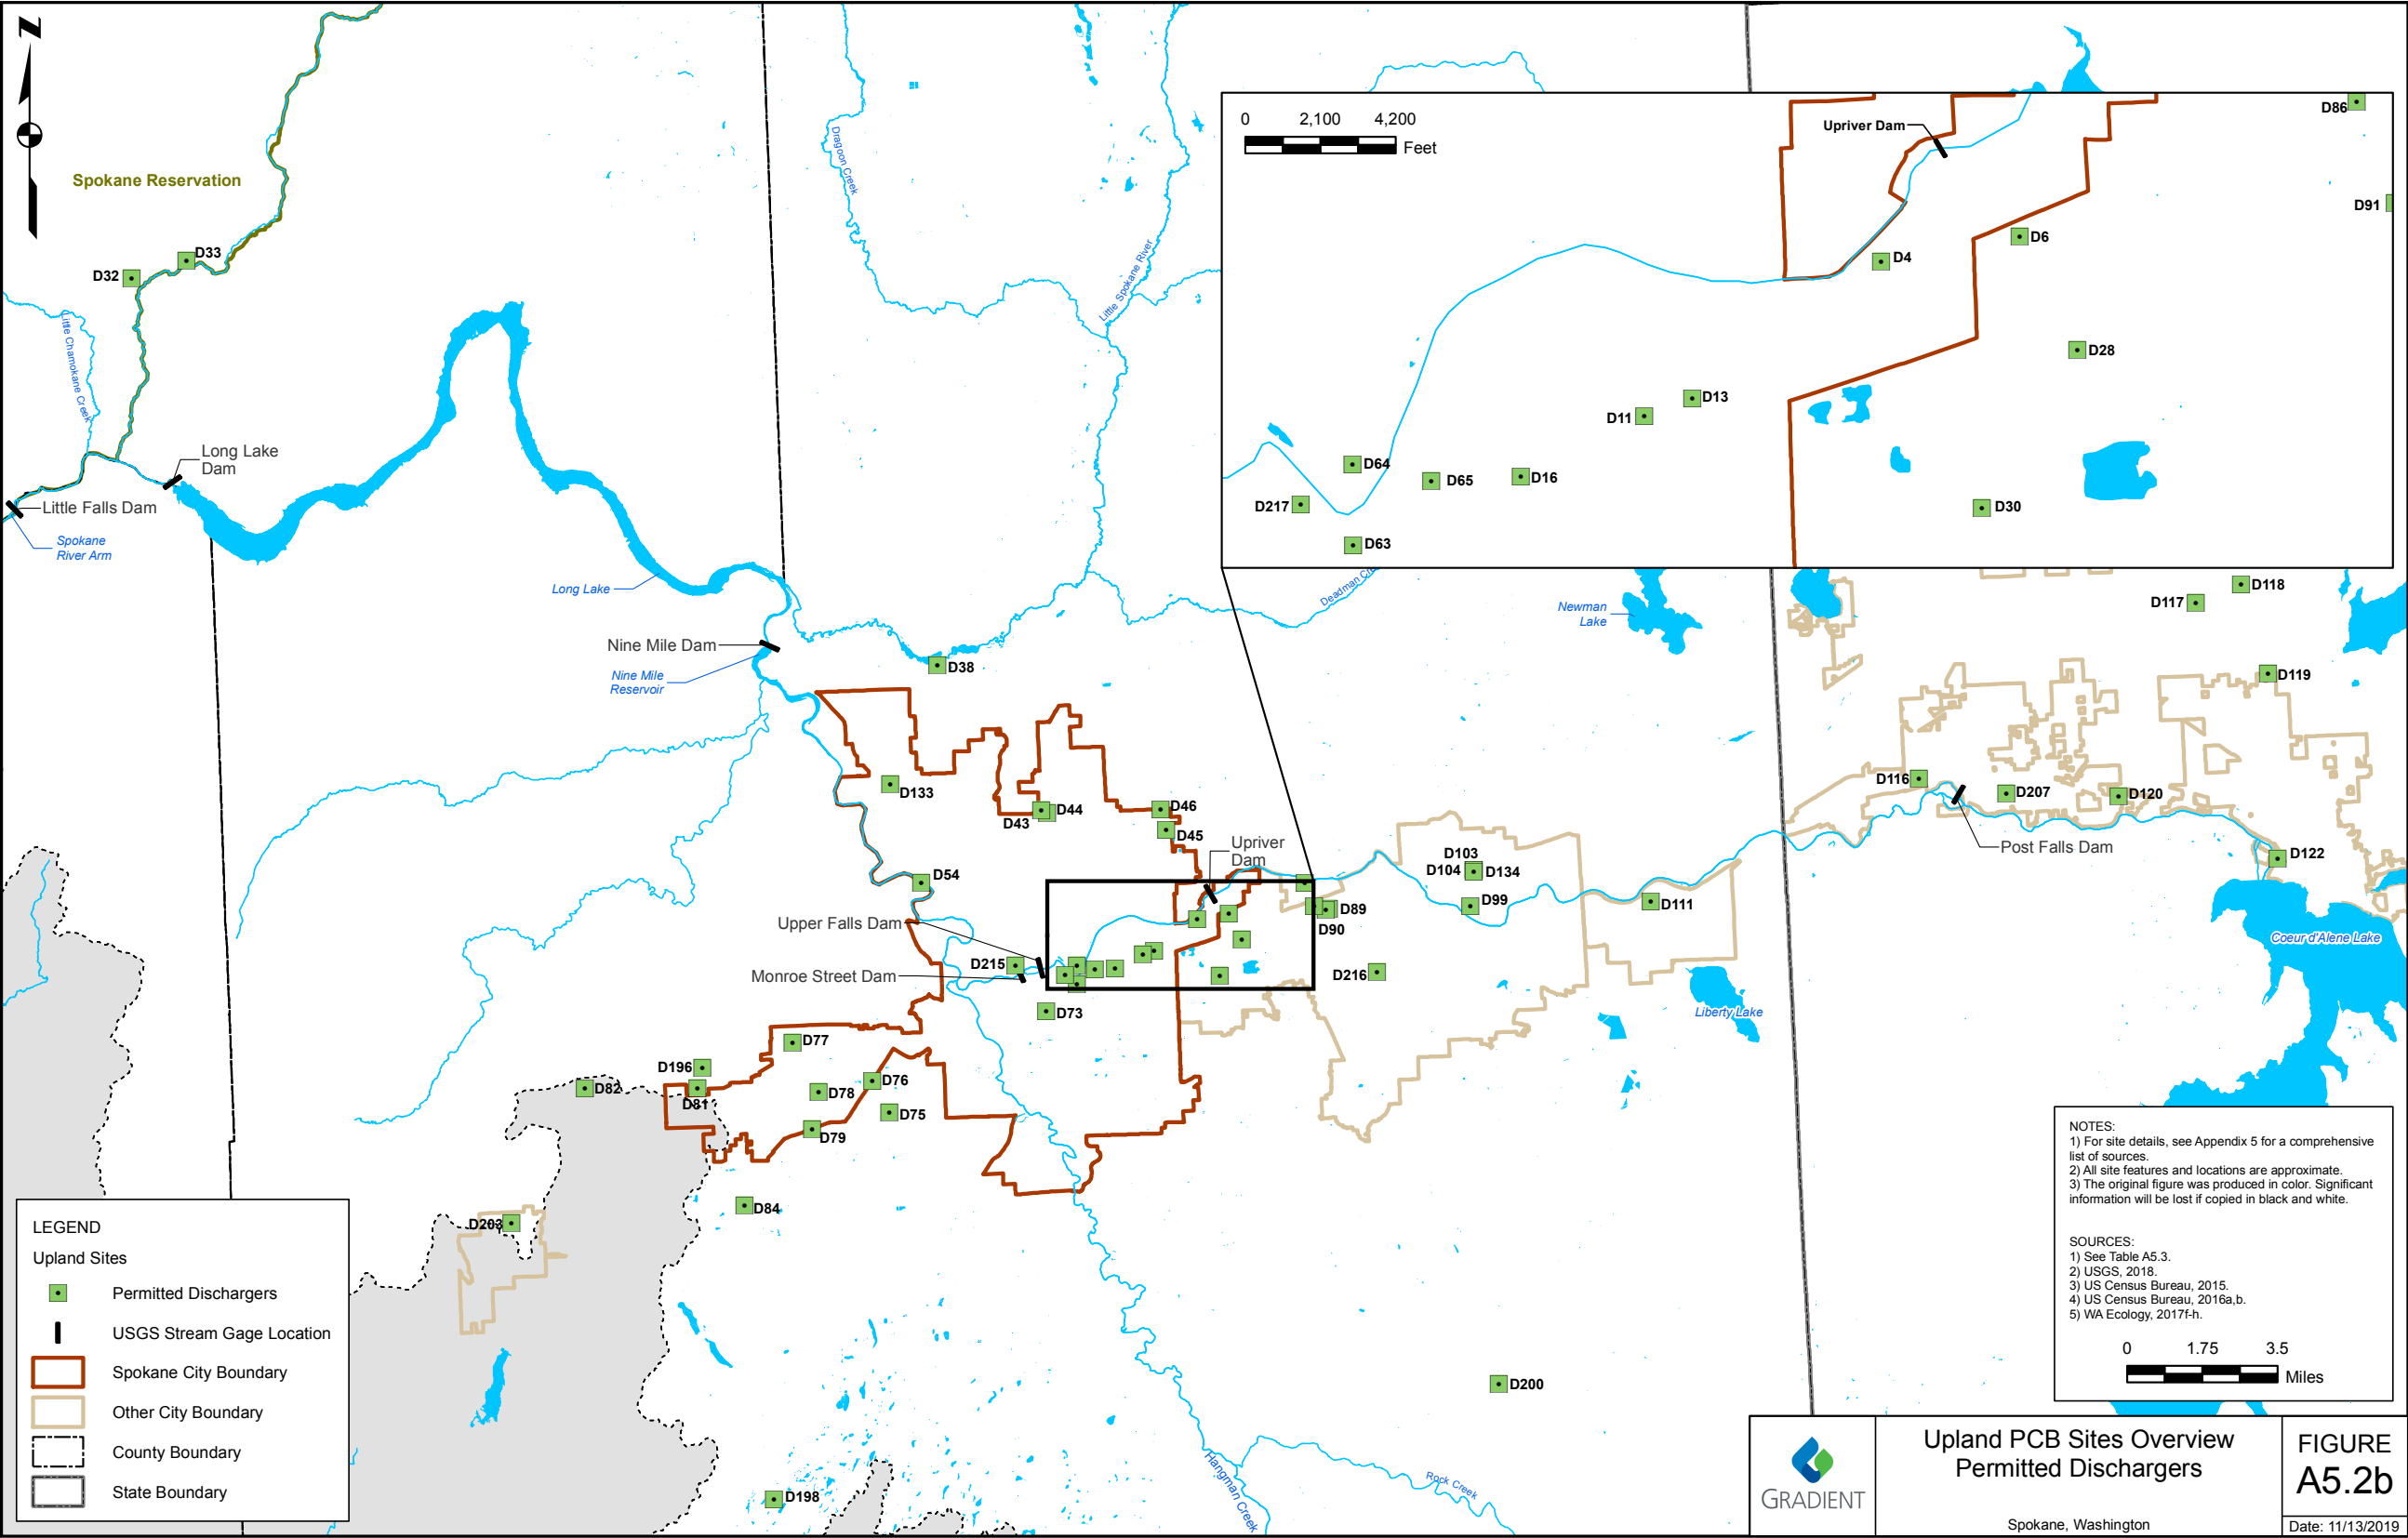 N
Spokane Reservation
D33
D32
Little Chamokane Creek
Long Lake
Dam
Little Falls Dam
Spokane
River Arm
Long Lake
Dragoon Creek
Little Spokane River
0 2,100 4,200
Feet
Upriver Dam
D86
D91
D6
D4
D28
D13
D11
D64
D65
D16
D217
D30
D63
Deadman
Newman
Lake
D118
D117
D119
Nine Mile Dam
Nine Mile
Reservoir
D38
D133
D44
D43
D46
D45
Upriver
Dam
D54
Upper Falls Dam
D215
Monroe Street Dam
D73
D103
D104
D134
D99
D89
D90
D216
D111
D116
D207
D120
Post Falls Dam
D122
Coeur d'Alene Lake
Liberty Lake
D77
D196
D82
D81
D78
D76
D75
D79
D84
D203
D200
D198
Hangman Creek
Rock Creek
LEGEND
Upland Sites
Permitted Dischargers
USGS Stream Gage Location
Spokane City Boundary
Other City Boundary
County Boundary
State Boundary
NOTES:
1) For site details, see Appendix 5 for a comprehensive
list of sources.
2) All site features and locations are approximate.
3) The original figure was produced in color. Significant
information will be lost if copied in black and white.
SOURCES:
1) See Table A5.3.
2) USGS, 2018.
3) US Census Bureau, 2015.
4) US Census Bureau, 2016a,b.
5) WA Ecology, 2017f-h.
0 1.75 3.5
Miles
GRADIENT
Upland PCB Sites Overview
Permitted Dischargers
Spokane, Washington
FIGURE
A5.2b
Date: 11/13/2019